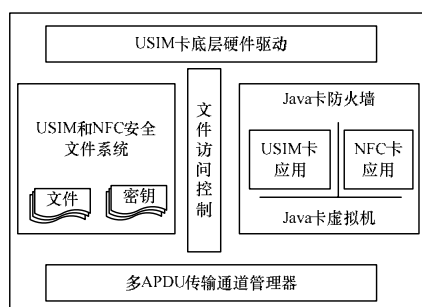 USIM卡底层硬件驱动
USIM和NFC安全
文件系统
文件
密钥
文件访问控制
Java卡防火墙
USIM卡
应用
NFC卡
应用
Java卡虚拟机
多APDU传输通道管理器